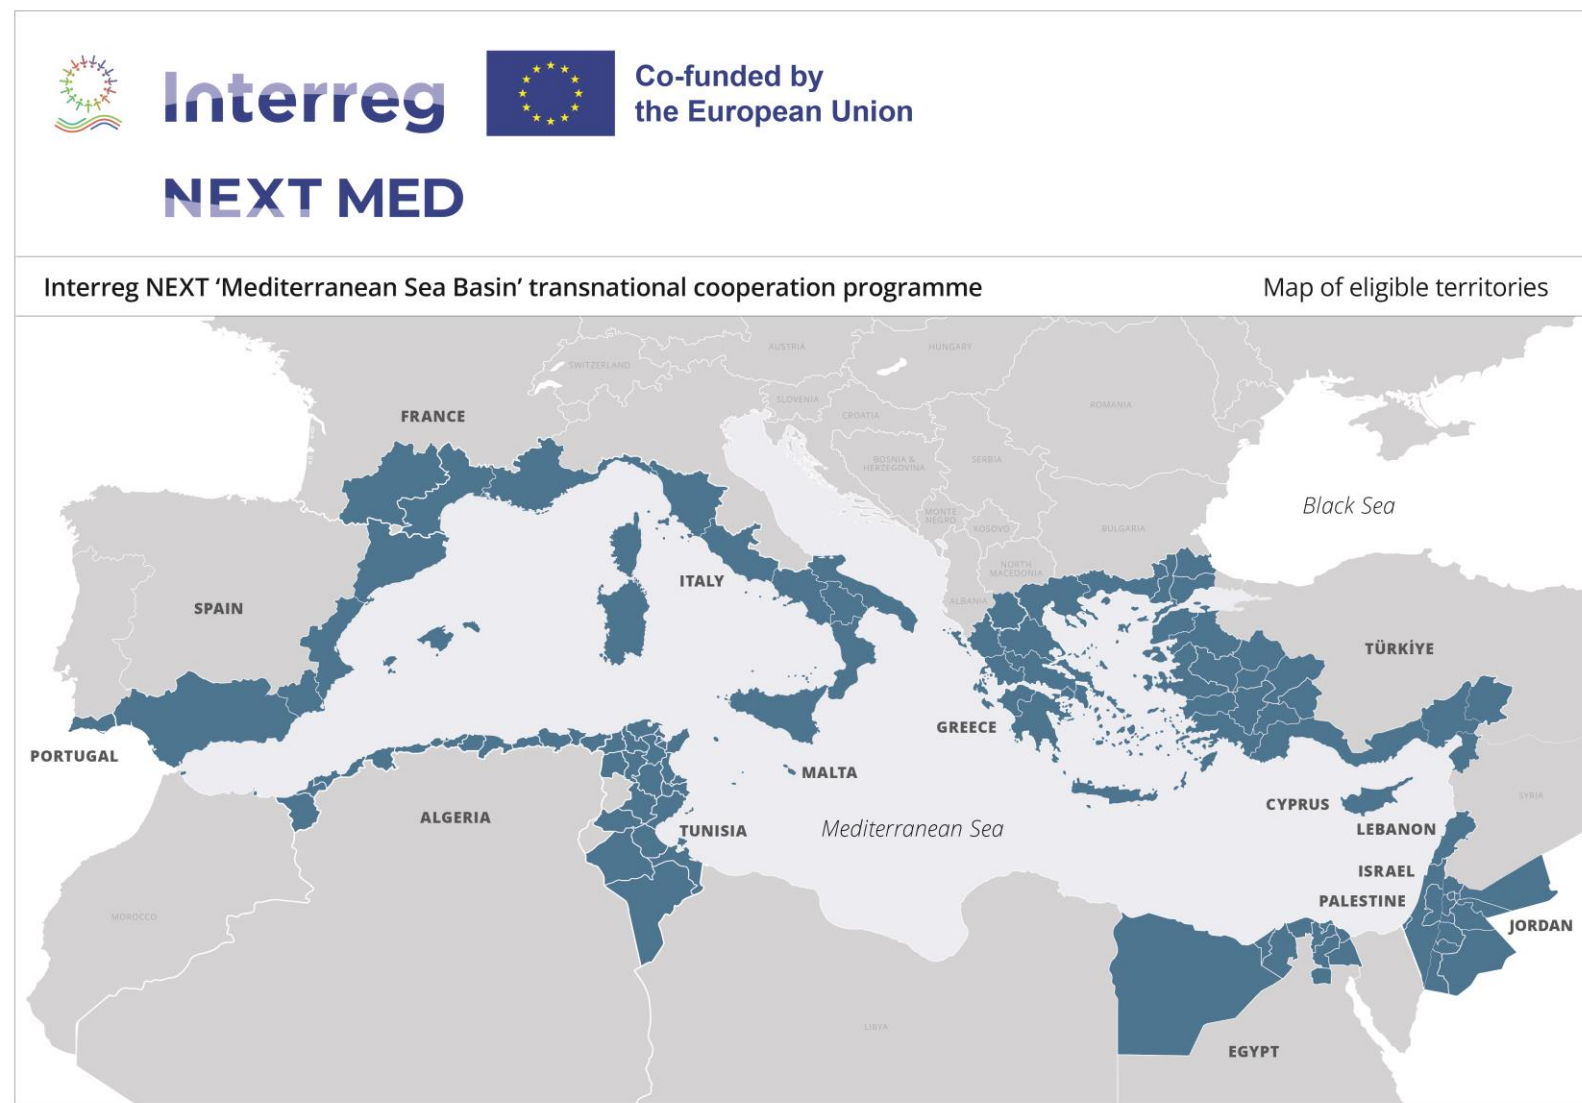 Interreg
Co-funded by
the European Union
NEXT MED
Interreg NEXT ‘Mediterranean Sea Basin’ transnational cooperation programme
Map of eligible territories
AUSTRIA
HUNGARY
SWITZERLAND
SLOVENIA
CROATIA
ROMANIA
FRANCE
BOSNIA &
HERZEGOVINA
SERBIA
Black Sea
MONTE
NEGRO
KOSOVO
BULGARIA
NORTH
MACEDONIA
ITALY
ALBANIA
SPAIN
TÜRKİYE
GREECE
PORTUGAL
MALTA
SYRIA
CYPRUS
ALGERIA
TUNISIA
Mediterranean Sea
LEBANON
ISRAEL
PALESTINE
MOROCCO
JORDAN
LIBYA
EGYPT